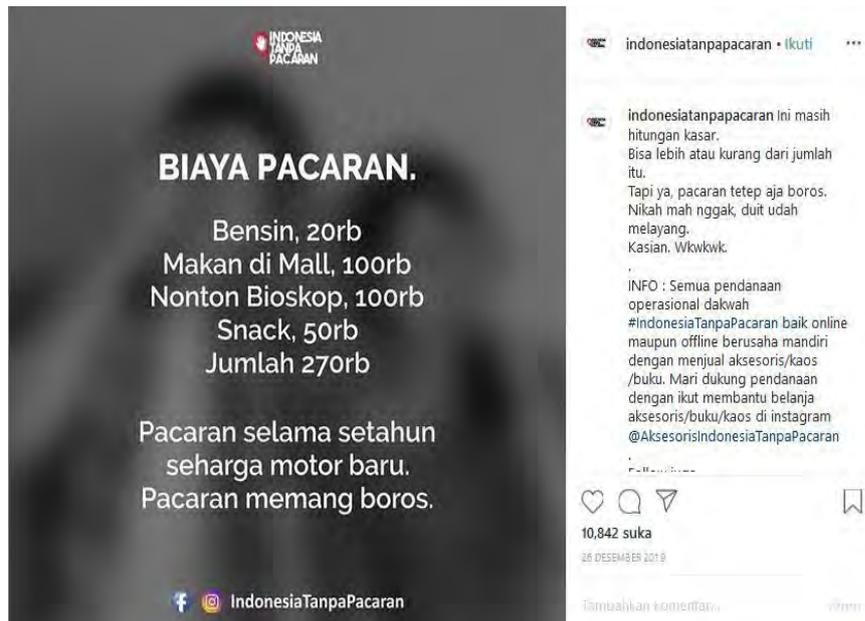 INDONESIA
TANPA
PACARAN
BIAYA PACARAN.
Bensin, 20rb
Makan di Mall, 100rb
Nonton Bioskop, 100rb
Snack, 50rb
Jumlah 270rb
Pacaran selama setahun
seharga motor baru.
Pacaran memang boros.
IndonesiaTanpaPacaran
indonesiatanpapacaran • Ikuti
indonesiatanpapacaran Ini masih
hitungan kasar.
Bisa lebih atau kurang dari jumlah
itu.
Tapi ya, pacaran tetep aja boros.
Nikah mah nggak, duit udah
melayang.
Kasian. Wkwkwk.
.
INFO : Semua pendanaan
operasional dakwah
#IndonesiaTanpaPacaran baik online
maupun offline berusaha mandiri
dengan menjual aksesoris/kaos
/buku. Mari dukung pendanaan
dengan ikut membantu belanja
aksesoris/buku/kaos di instagram
@AksesorisIndonesiaTanpaPacaran
.
10,842 suka
26 DESEMBER 2019
Tambahkan komentar...